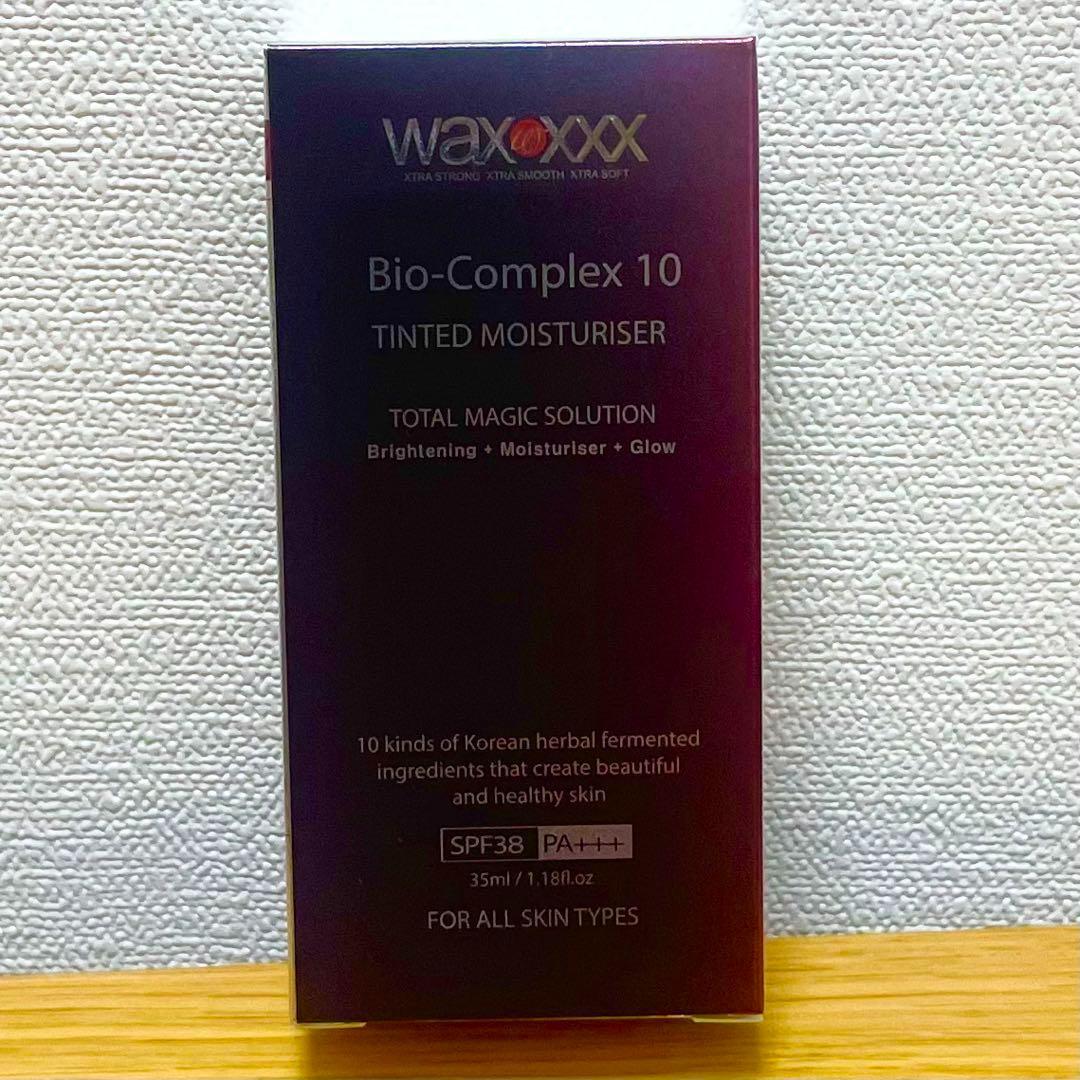 waxxxx
XTRA STRONG XTRA SMOOTH XTRA SOFT
Bio-Complex 10
TINTED MOISTURISER
TOTAL MAGIC SOLUTION
Brightening + Moisturiser + Glow
10 kinds of Korean herbal fermented
ingredients that create beautiful
and healthy skin
SPF38 PA+++
35ml / 1.18fl.oz
FOR ALL SKIN TYPES